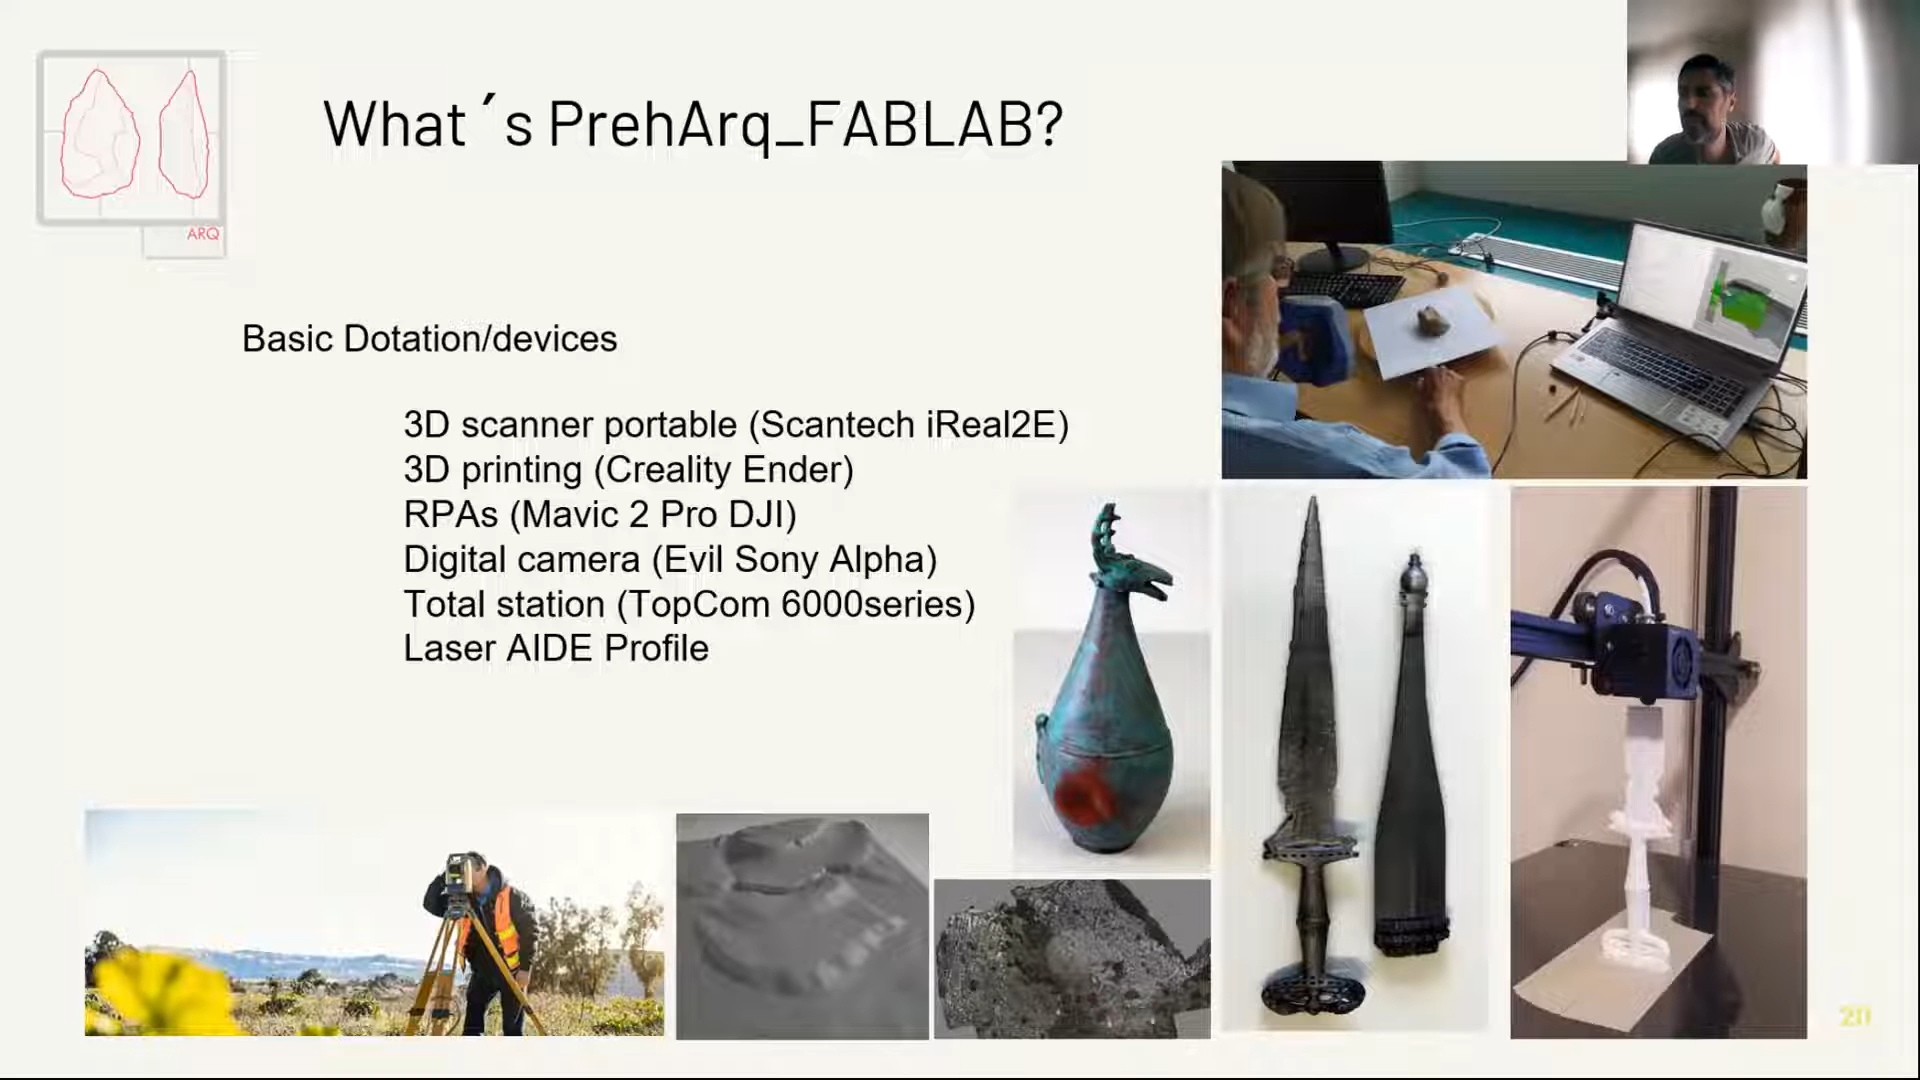 ARQ
What´s PrehArq_FABLAB?
Basic Dotation/devices
3D scanner portable (Scantech iReal2E)
3D printing (Creality Ender)
RPAs (Mavic 2 Pro DJI)
Digital camera (Evil Sony Alpha)
Total station (TopCom 6000series)
Laser AIDE Profile